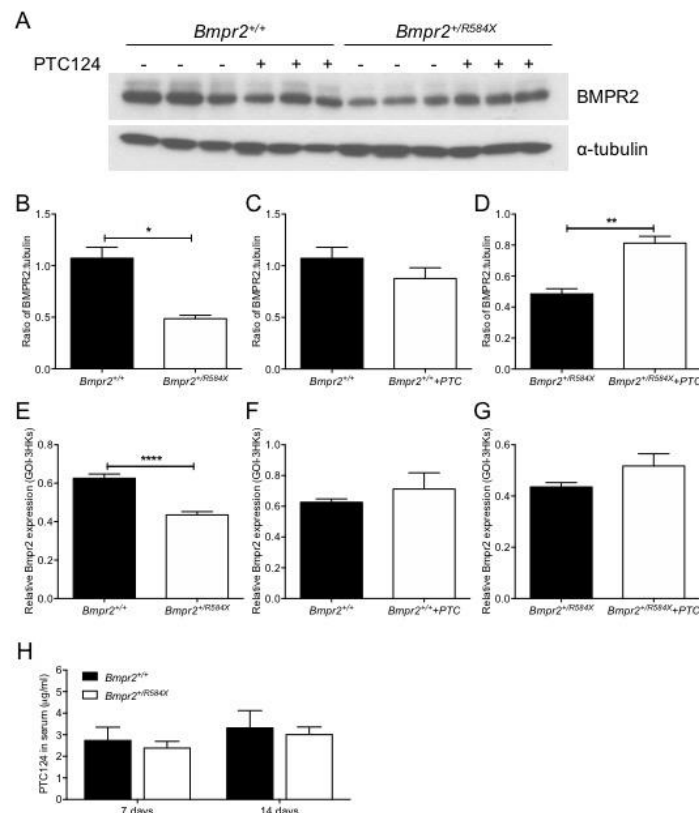 A
Bmpr2+/+ Bmpr2+/R584X
PTC124 - - - + + + - - - + + +
BMPR2
α-tubulin
B
Ratio of BMPR2:tubulin
1.5
1.0
0.5
0.0
*
Bmpr2+/+ Bmpr2+/R584X
C
Ratio of BMPR2:tubulin
1.5
1.0
0.5
0.0
Bmpr2+/+ Bmpr2+/++PTC
D
Ratio of BMPR2:tubulin
1.0
0.8
0.6
0.4
0.2
0.0
**
Bmpr2+/R584X Bmpr2+/R584X+PTC
E
Relative Bmpr2 expression (GOI-3HKs)
0.8
0.6
0.4
0.2
0.0
****
Bmpr2+/+ Bmpr2+/R584X
F
Relative Bmpr2 expression (GOI-3HKs)
1.0
0.8
0.6
0.4
0.2
0.0
Bmpr2+/+ Bmpr2+/++PTC
G
Relative Bmpr2 expression (GOI-3HKs)
0.6
0.4
0.2
0.0
Bmpr2+/R584X Bmpr2+/R584X+PTC
H
PTC124 in serum (μg/ml)
6
5
4
3
2
1
0
Bmpr2+/+
Bmpr2+/R584X
7 days 14 days